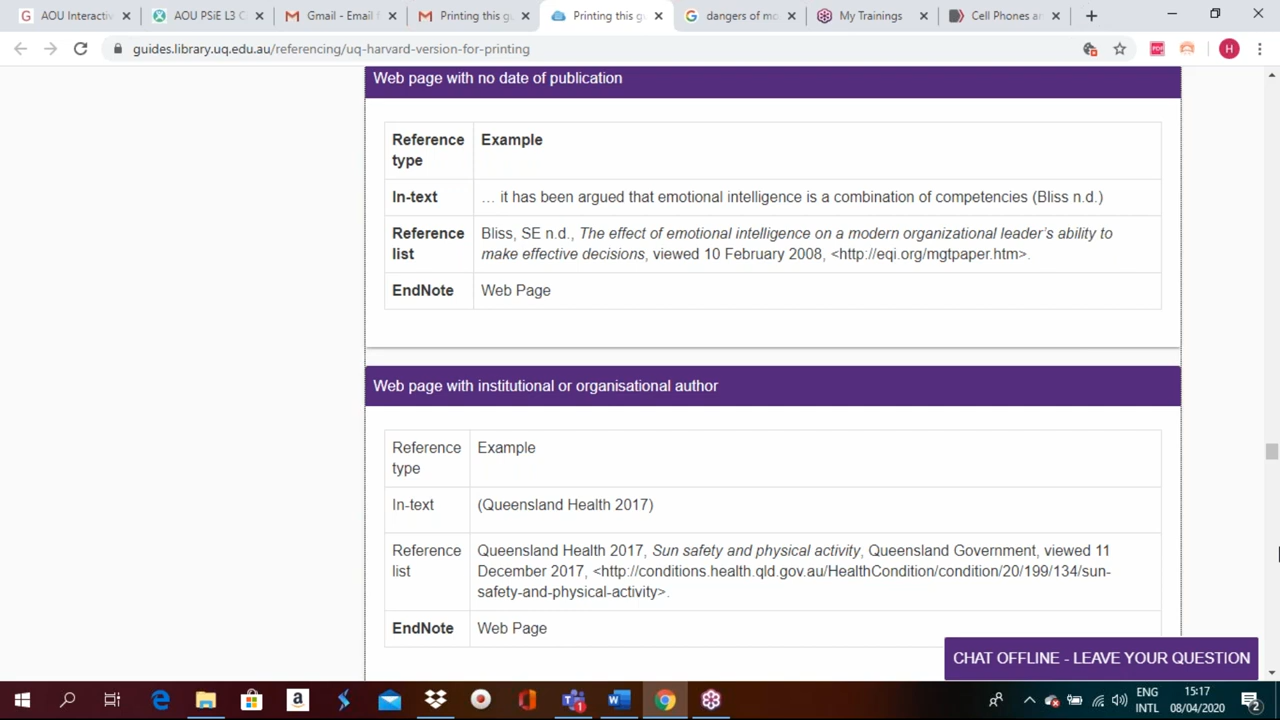 AOU Interactiv
AOU PSiE L3 C
Gmail - Email f
Printing this gu
Printing this gu
dangers of mo
My Trainings
Cell Phones an
guides.library.uq.edu.au/referencing/uq-harvard-version-for-printing
Web page with no date of publication
Reference type
Example
In-text
… it has been argued that emotional intelligence is a combination of competencies (Bliss n.d.)
Reference list
Bliss, SE n.d., The effect of emotional intelligence on a modern organizational leader's ability to
make effective decisions, viewed 10 February 2008, <http://eqi.org/mgtpaper.htm>.
EndNote
Web Page
Web page with institutional or organisational author
Reference type
Example
In-text
(Queensland Health 2017)
Reference list
Queensland Health 2017, Sun safety and physical activity, Queensland Government, viewed 11
December 2017, <http://conditions.health.qld.gov.au/HealthCondition/condition/20/199/134/sun-
safety-and-physical-activity>.
EndNote
Web Page
CHAT OFFLINE - LEAVE YOUR QUESTION
ENG
INTL
15:17
08/04/2020